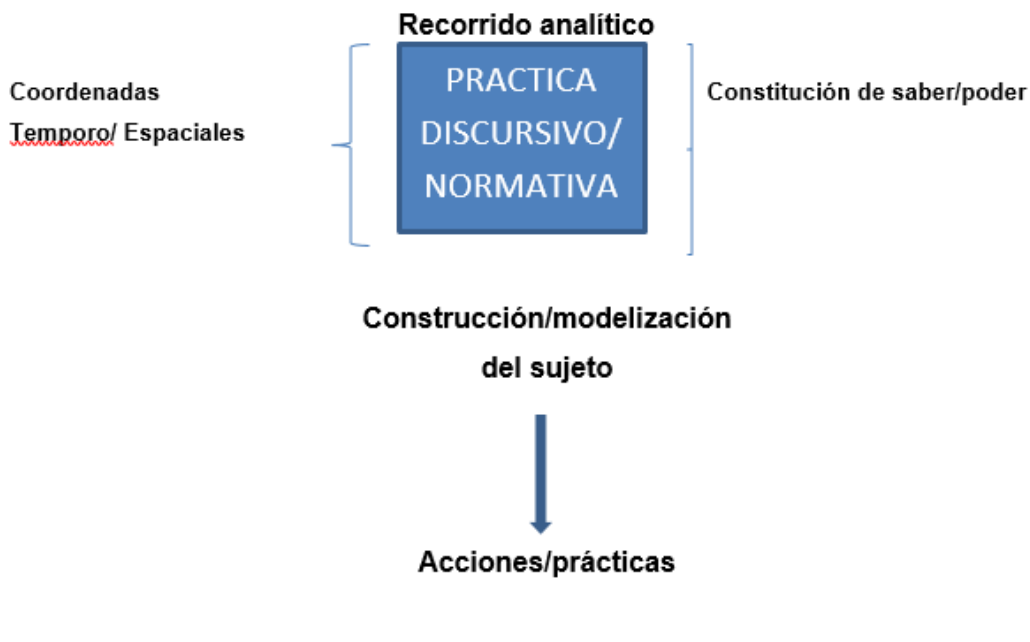 Recorrido analítico
PRACTICA
DISCURSIVO/
NORMATIVA
Coordenadas
Temporo/ Espaciales
Constitución de saber/poder
Construcción/modelización
del sujeto
Acciones/prácticas